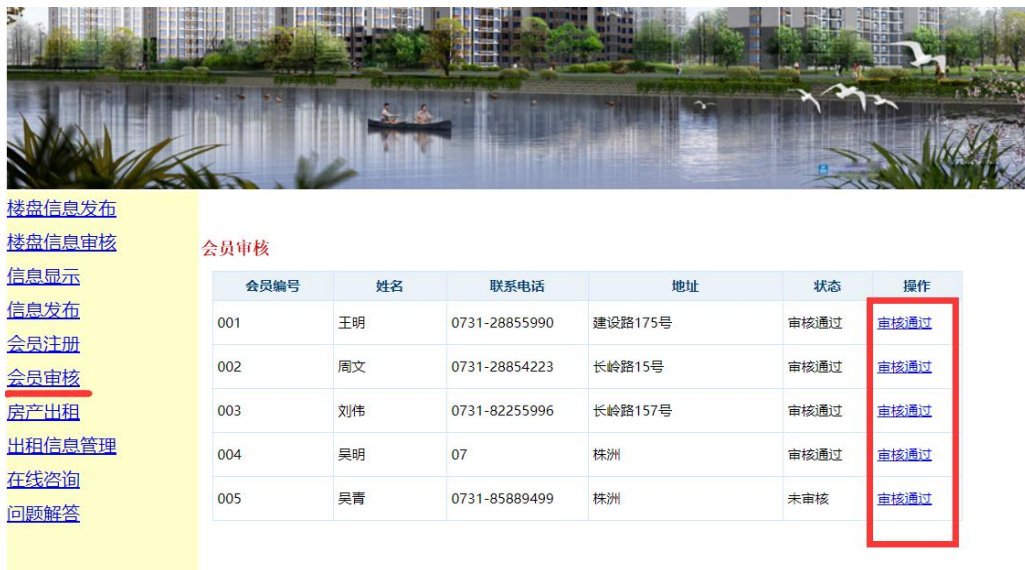 楼盘信息发布
楼盘信息审核
信息显示
信息发布
会员注册
会员审核
房产出租
出租信息管理
在线咨询
问题解答
会员审核
会员编号 姓名 联系电话 地址 状态 操作
001 王明 0731-28855990 建设路175号 审核通过 审核通过
002 周文 0731-28854223 长岭路15号 审核通过 审核通过
003 刘伟 0731-82255996 长岭路157号 审核通过 审核通过
004 吴明 07 株洲 审核通过 审核通过
005 吴青 0731-85889499 株洲 未审核 审核通过